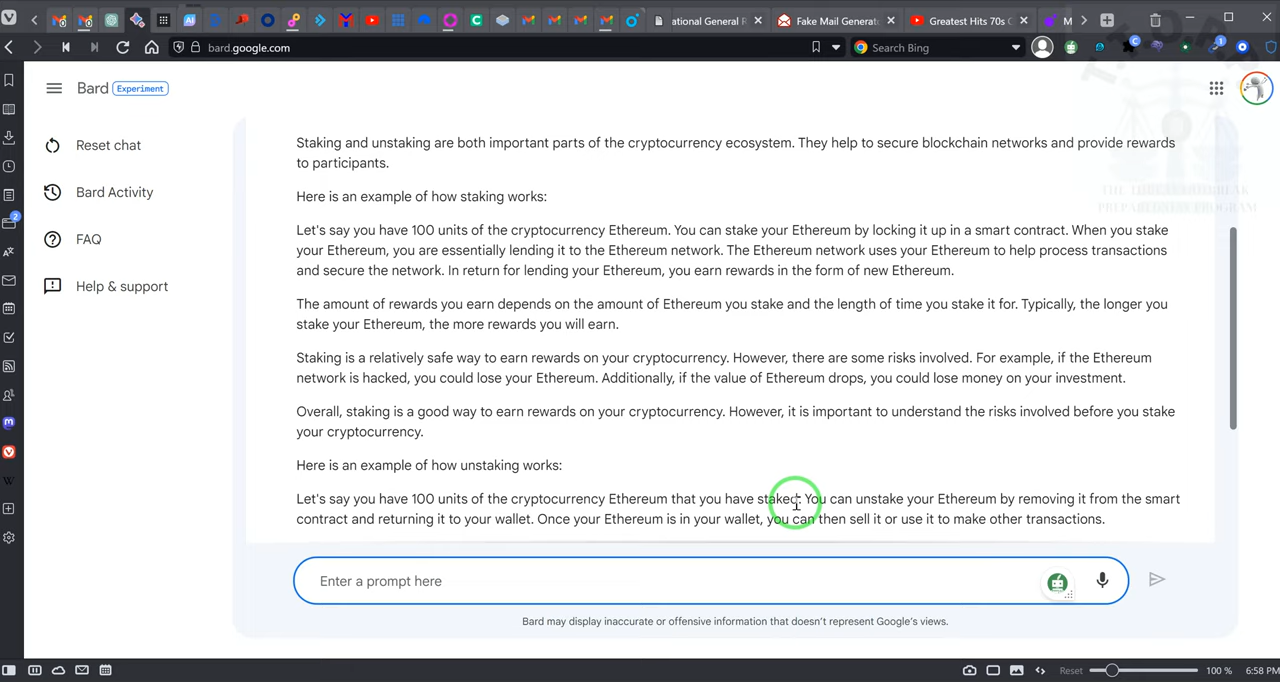 ational General R
Fake Mail Generat
Greatest Hits 70s
M
bard.google.com
Search Bing
Bard Experiment
Reset chat
Bard Activity
FAQ
Help & support
Staking and unstaking are both important parts of the cryptocurrency ecosystem. They help to secure blockchain networks and provide rewards
to participants.
Here is an example of how staking works:
Let's say you have 100 units of the cryptocurrency Ethereum. You can stake your Ethereum by locking it up in a smart contract. When you stake
your Ethereum, you are essentially lending it to the Ethereum network. The Ethereum network uses your Ethereum to help process transactions
and secure the network. In return for lending your Ethereum, you earn rewards in the form of new Ethereum.
The amount of rewards you earn depends on the amount of Ethereum you stake and the length of time you stake it for. Typically, the longer you
stake your Ethereum, the more rewards you will earn.
Staking is a relatively safe way to earn rewards on your cryptocurrency. However, there are some risks involved. For example, if the Ethereum
network is hacked, you could lose your Ethereum. Additionally, if the value of Ethereum drops, you could lose money on your investment.
Overall, staking is a good way to earn rewards on your cryptocurrency. However, it is important to understand the risks involved before you stake
your cryptocurrency.
Here is an example of how unstaking works:
Let's say you have 100 units of the cryptocurrency Ethereum that you have staked. You can unstake your Ethereum by removing it from the smart
contract and returning it to your wallet. Once your Ethereum is in your wallet, you can then sell it or use it to make other transactions.
Enter a prompt here
Bard may display inaccurate or offensive information that doesn't represent Google's views.
Reset
100 %
6:58 PM